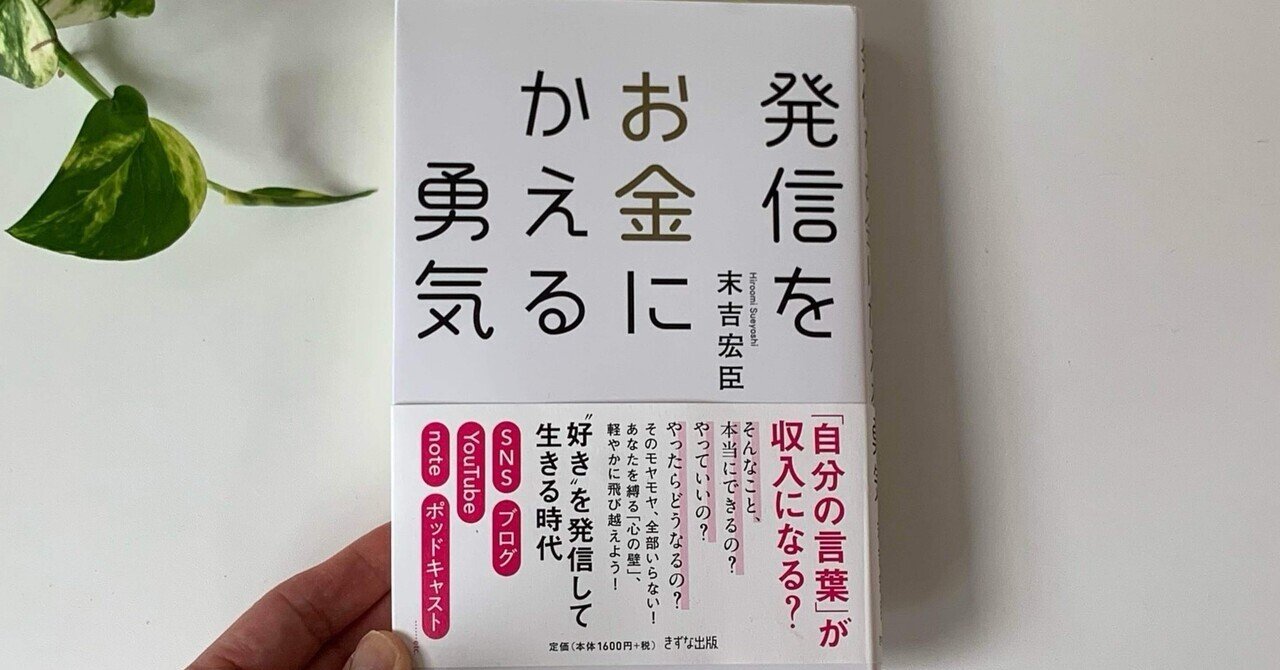 発信を
お金に
かえる
勇気
Hiroomi Sueyoshi
末吉宏臣
「自分の言葉」が
収入になる?
そんなこと、
本当にできるの?
やっていいの?
やったらどうなるの?
そのモヤモヤ、全部いらない!
あなたを縛る「心の壁」、
軽やかに飛び越えよう!
“好き”を発信して
生きる時代
SNS ブログ
YouTube
note ポッドキャスト
……etc.
定価(本体1600円+税) きずな出版